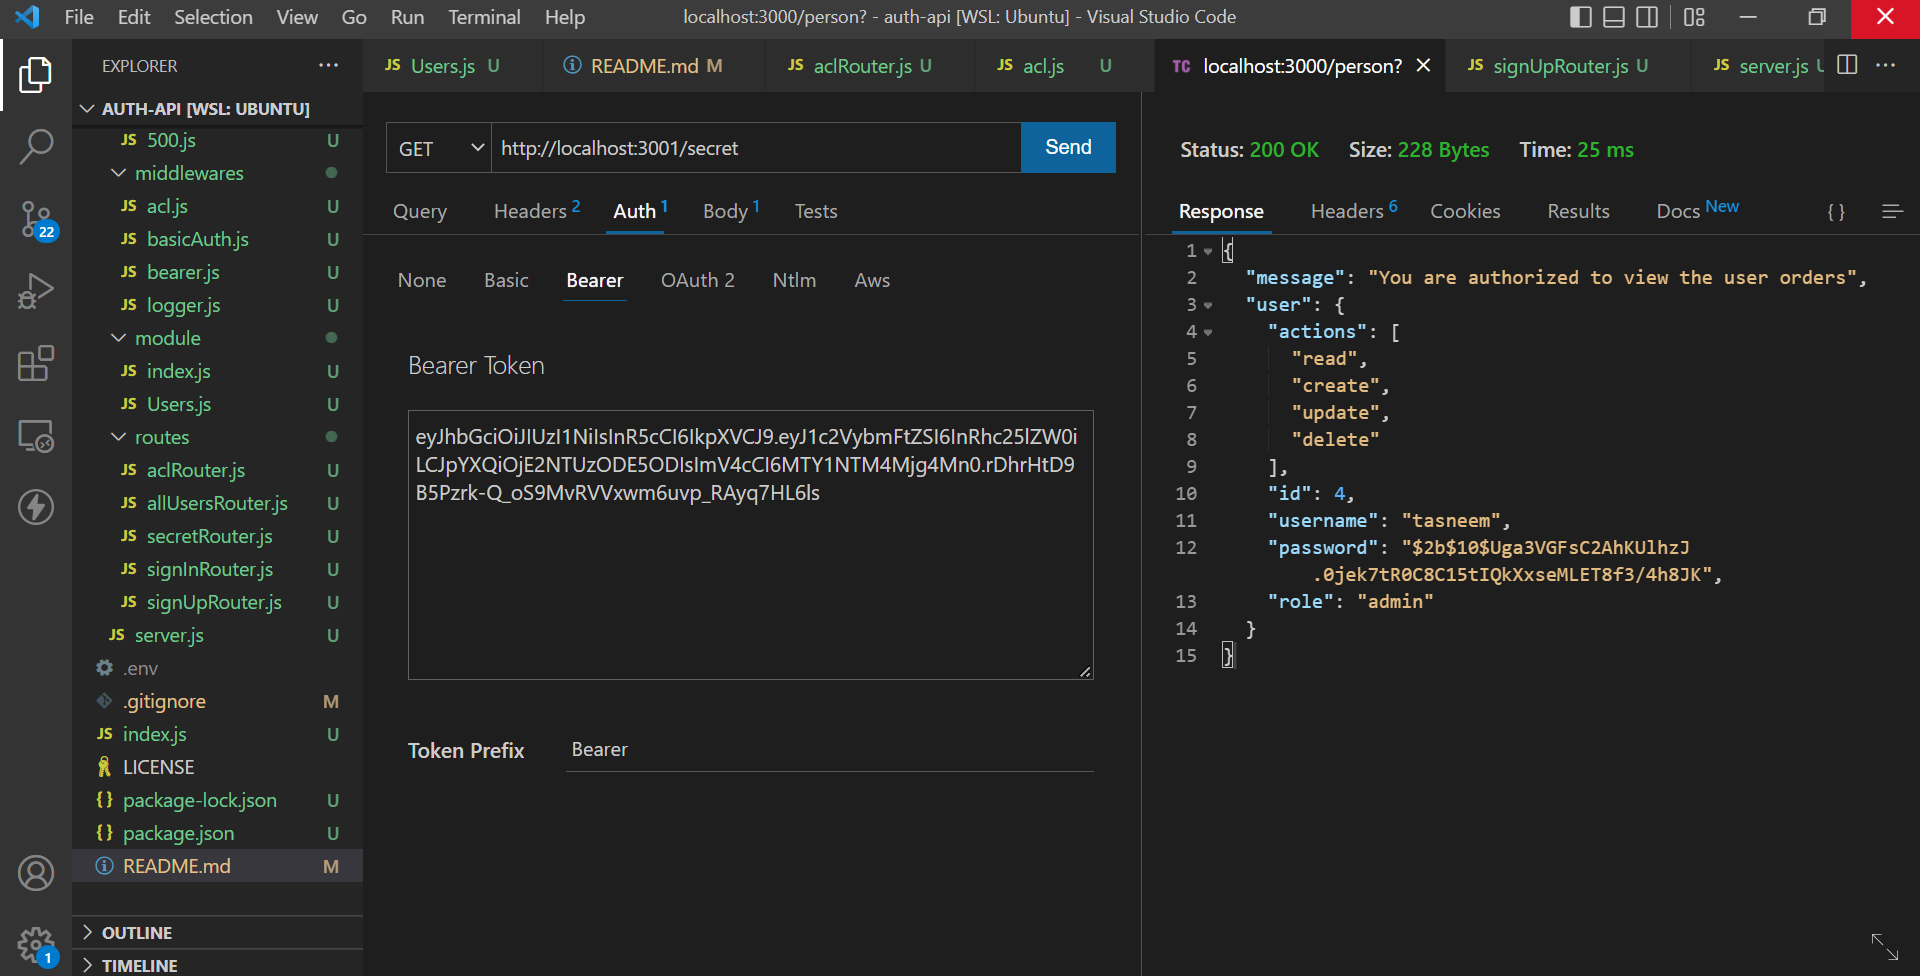 File Edit Selection View Go Run Terminal Help
localhost:3000/person? - auth-api [WSL: Ubuntu] - Visual Studio Code
EXPLORER
AUTH-API [WSL: UBUNTU]
JS 500.js U
middlewares
JS acl.js U
JS basicAuth.js U
JS bearer.js U
JS logger.js U
module
JS index.js U
JS Users.js U
routes
JS aclRouter.js U
JS allUsersRouter.js U
JS secretRouter.js U
JS signInRouter.js U
JS signUpRouter.js U
JS server.js U
.env
.gitignore M
JS index.js U
LICENSE
{} package-lock.json U
{} package.json U
README.md M
OUTLINE
TIMELINE
22
1
JS Users.js U
README.md M
JS aclRouter.js U
JS acl.js U
TC localhost:3000/person?
JS signUpRouter.js U
JS server.js U
GET http://localhost:3001/secret Send
Query Headers 2 Auth 1 Body 1 Tests
None Basic Bearer OAuth 2 Ntlm Aws
Bearer Token
eyJhbGciOiJIUzI1NiIsInR5cCI6IkpXVCJ9.eyJ1c2VybmFtZSI6InRhc25lZW0i
LCJpYXQiOjE2NTUzODE5ODIsImV4cCI6MTY1NTM4Mjg4Mn0.rDhrHtD9
B5Pzrk-Q_oS9MvRVVxwm6uvp_RAyq7HL6ls
Token Prefix Bearer
Status: 200 OK Size: 228 Bytes Time: 25 ms
Response Headers 6 Cookies Results Docs New {}
1 {
2 "message": "You are authorized to view the user orders",
3 "user": {
4 "actions": [
5 "read",
6 "create",
7 "update",
8 "delete"
9 ],
10 "id": 4,
11 "username": "tasneem",
12 "password": "$2b$10$Uga3VGFsC2AhKUlhzJ
.0jek7tR0C8C15tIQkXxseMLET8f3/4h8JK",
13 "role": "admin"
14 }
15 }